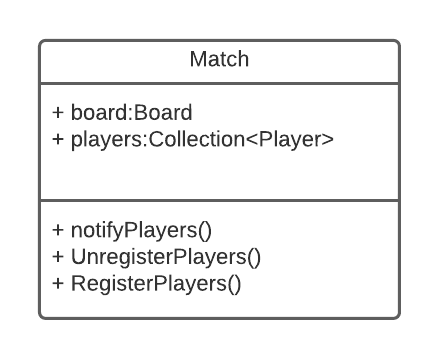 Match
+ board:Board
+ players:Collection<Player>
+ notifyPlayers()
+ UnregisterPlayers()
+ RegisterPlayers()